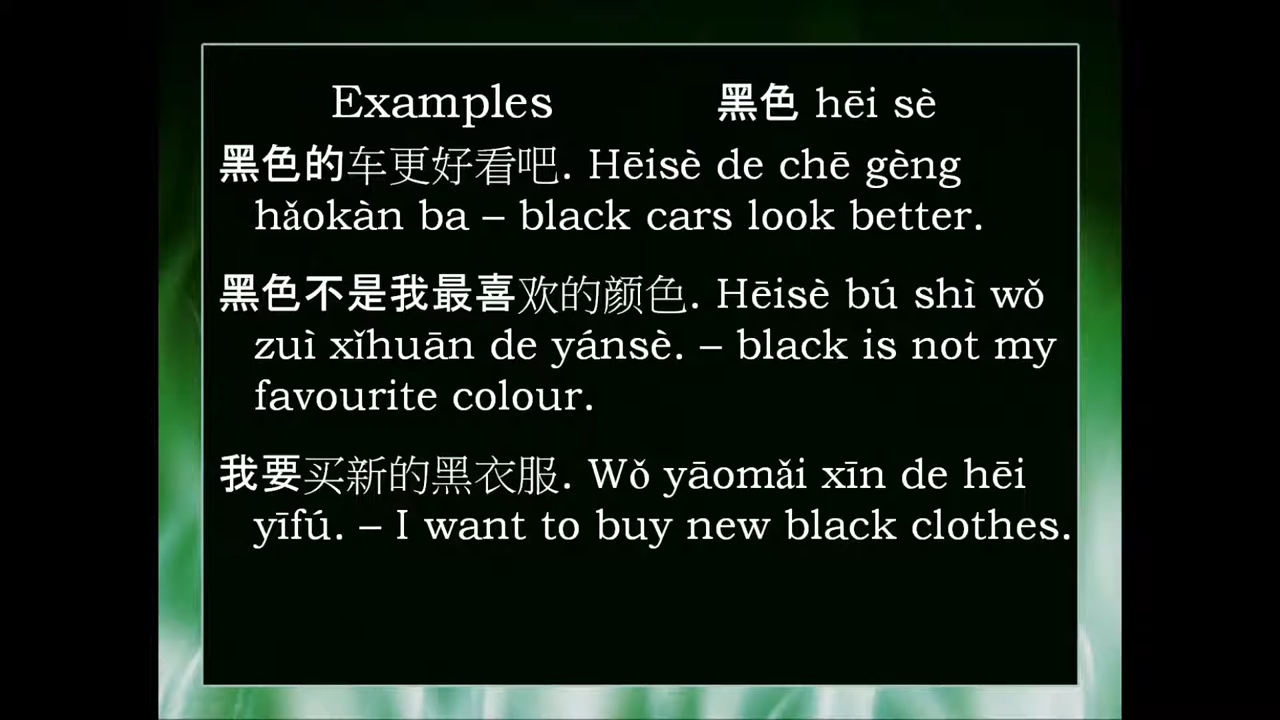 Examples 黑色 hēi sè
黑色的车更好看吧. Hēisè de chē gèng
hǎokàn ba – black cars look better.
黑色不是我最喜欢的颜色. Hēisè bú shì wǒ
zuì xǐhuān de yánsè. – black is not my
favourite colour.
我要买新的黑衣服. Wǒ yāomǎi xīn de hēi
yīfú. – I want to buy new black clothes.